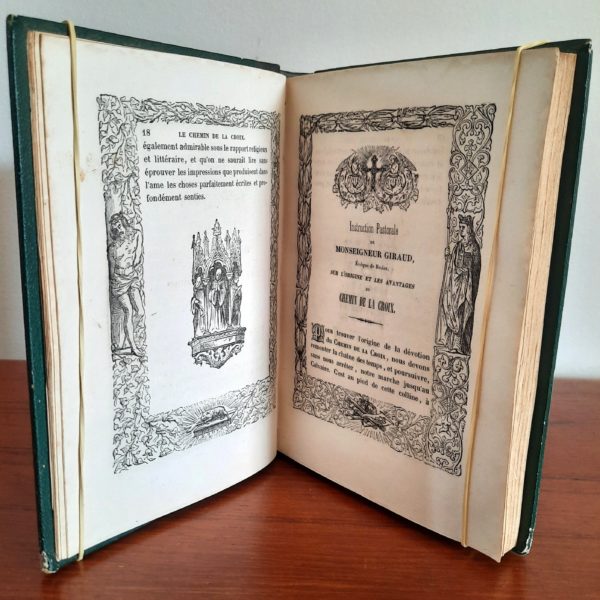 18
LE CHEMIN DE LA CROIX.
également admirable sous le rapport religieux
et littéraire, et qu'on ne saurait lire sans
éprouver les impressions que produisent dans
l'ame les choses parfaitement écrites et pro-
fondément senties.
Instruction Pastorale
DE
MONSEIGNEUR GIRAUD,
Évêque de Rodez,
SUR L'ORIGINE ET LES AVANTAGES
DU
CHEMIN DE LA CROIX.
Pour trouver l'origine de la dévotion
du CHEMIN DE LA CROIX, nous devons
remonter la chaîne des temps, et poursuivre,
sans nous arrêter, notre marche jusqu'au
Calvaire. C'est au pied de cette colline, à